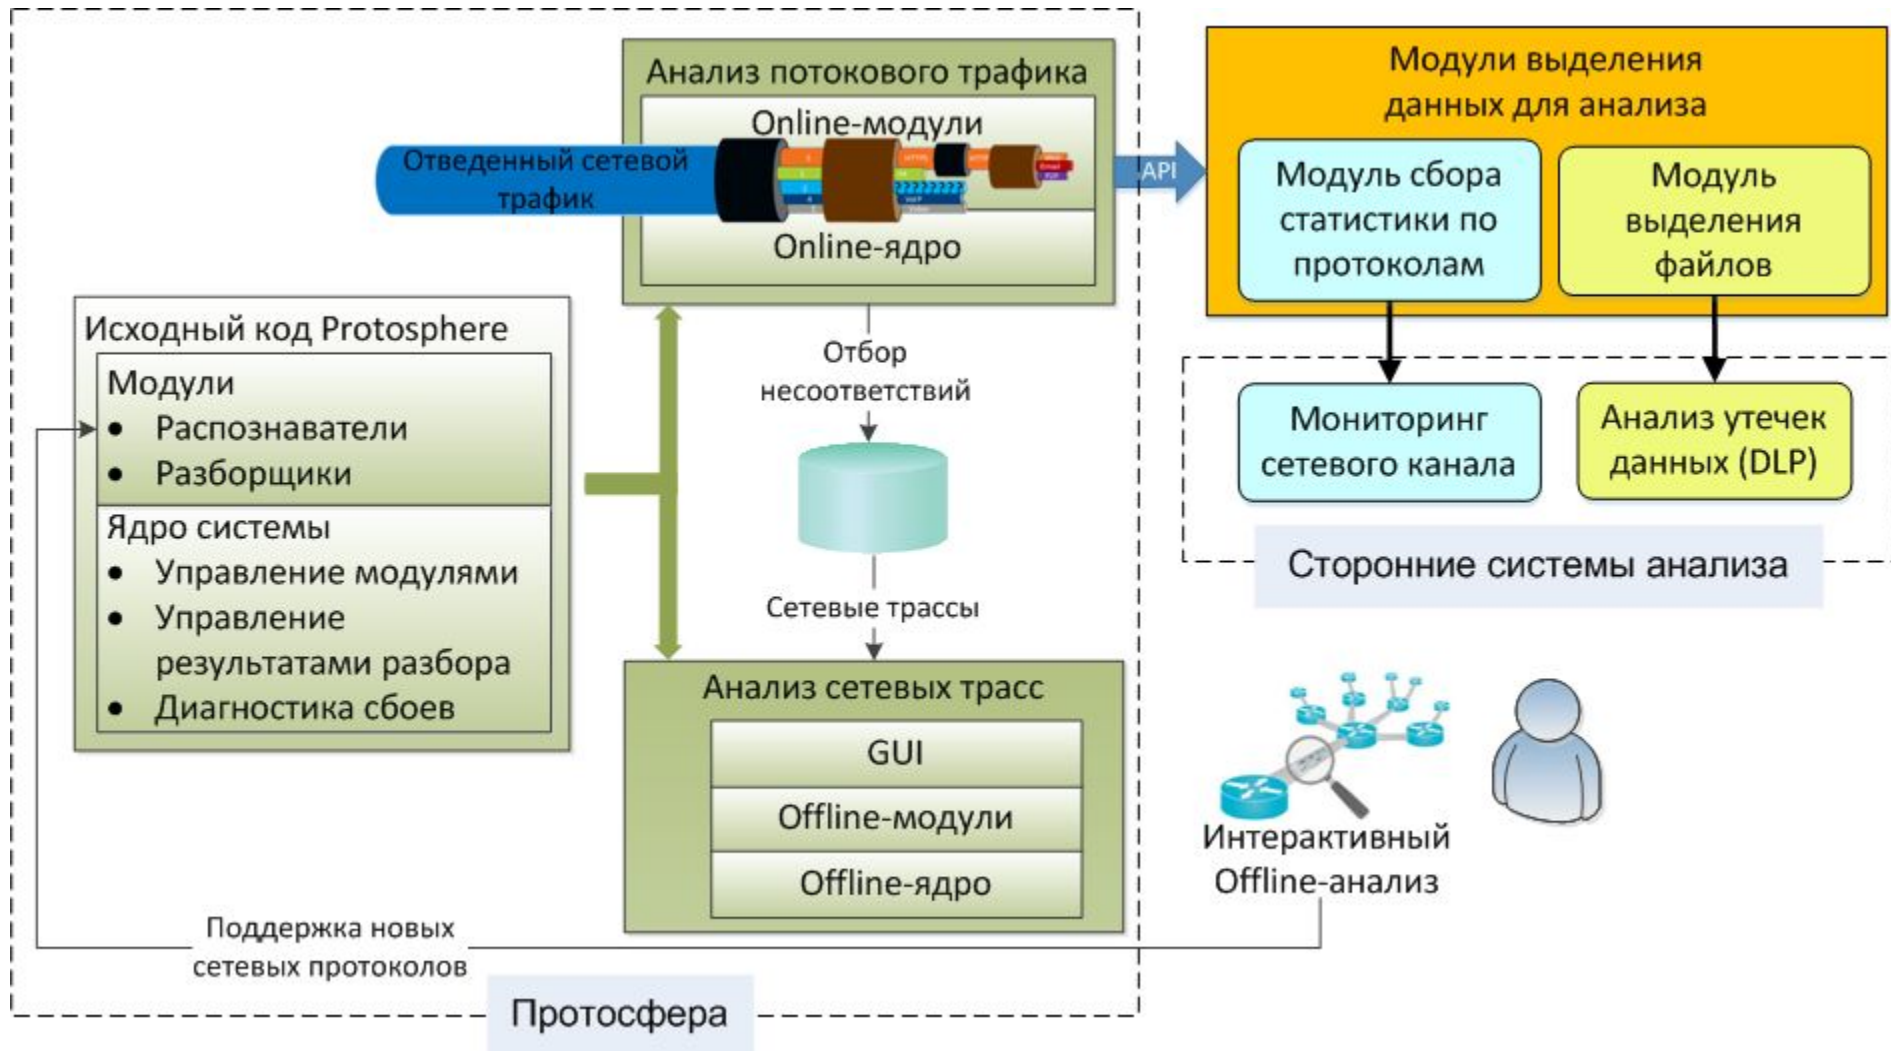 Анализ потокового трафика
Online-модули
Отведенный сетевой
трафик
Online-ядро
API
Модули выделения
данных для анализа
Модуль сбора
статистики по
протоколам
Модуль
выделения
файлов
Исходный код Protosphere
Модули
• Распознаватели
• Разборщики
Ядро системы
• Управление модулями
• Управление
результатами разбора
• Диагностика сбоев
Отбор
несоответствий
Сетевые трассы
Мониторинг
сетевого канала
Анализ утечек
данных (DLP)
Сторонние системы анализа
Анализ сетевых трасс
GUI
Offline-модули
Offline-ядро
Интерактивный
Offline-анализ
Поддержка новых
сетевых протоколов
Протосфера